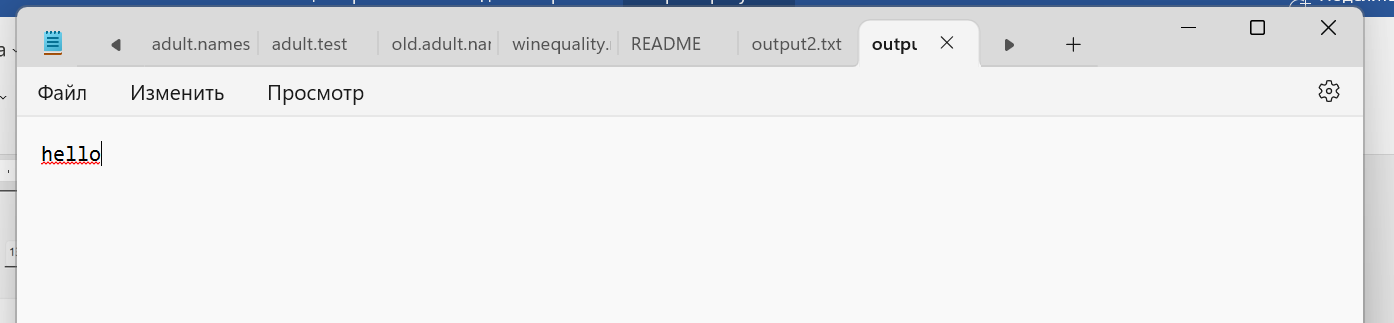 adult.names adult.test old.adult.nar winequality. README output2.txt outpu
Файл Изменить Просмотр
hello